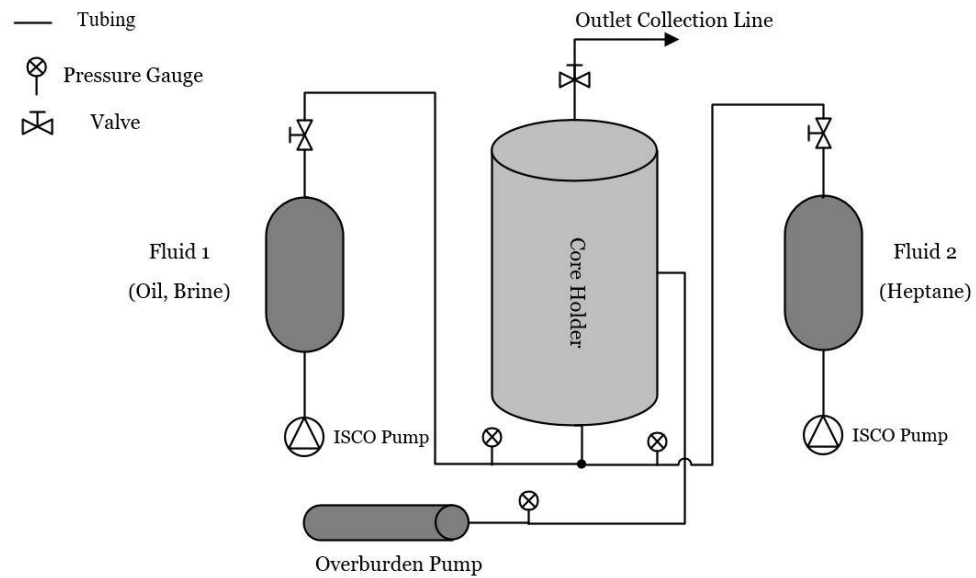 Tubing
Pressure Gauge
Valve
Outlet Collection Line
Fluid 1
(Oil, Brine)
Core Holder
Fluid 2
(Heptane)
ISCO Pump
ISCO Pump
Overburden Pump